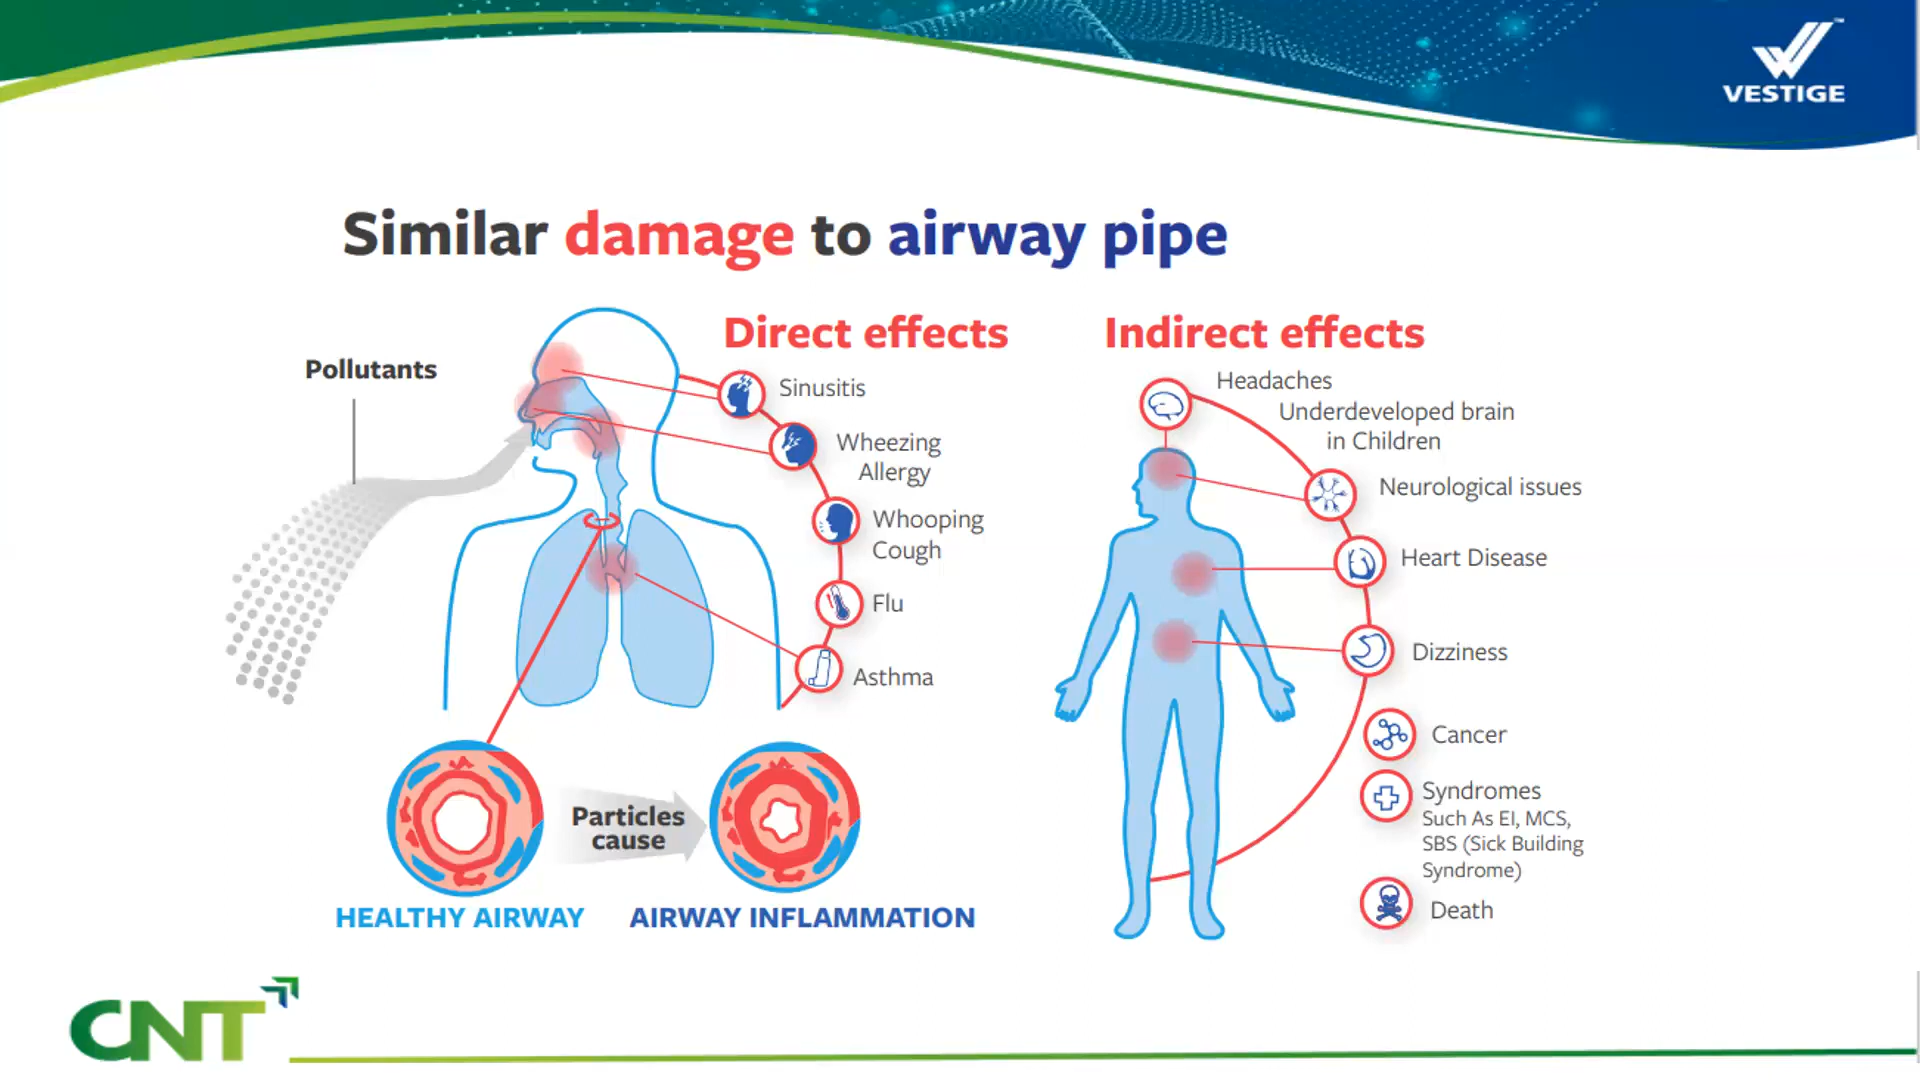 VESTIGE
Similar damage to airway pipe
Pollutants
Direct effects
Sinusitis
Wheezing
Allergy
Whooping
Cough
Flu
Asthma
Particles
cause
HEALTHY AIRWAY
AIRWAY INFLAMMATION
Indirect effects
Headaches
Underdeveloped brain
in Children
Neurological issues
Heart Disease
Dizziness
Cancer
Syndromes
Such As EI, MCS,
SBS (Sick Building
Syndrome)
Death
CNT